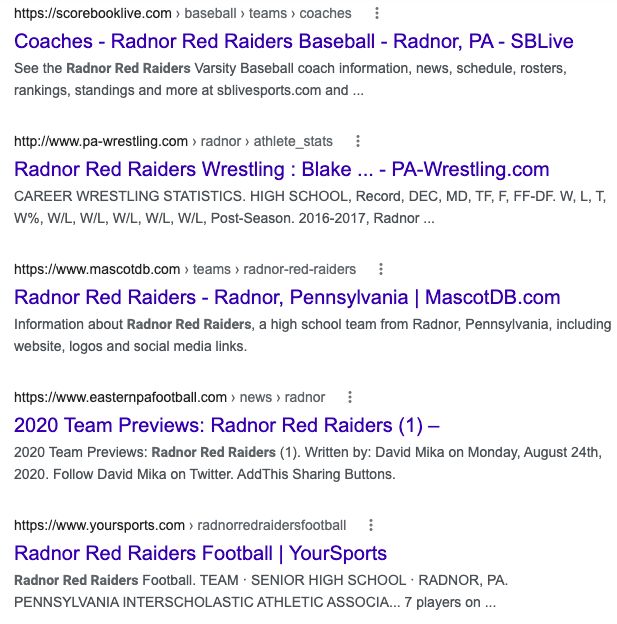 https://scorebooklive.com › baseball › teams › coaches
Coaches - Radnor Red Raiders Baseball - Radnor, PA - SBLive
See the Radnor Red Raiders Varsity Baseball coach information, news, schedule, rosters,
rankings, standings and more at sblivesports.com and ...
http://www.pa-wrestling.com › radnor › athlete_stats
Radnor Red Raiders Wrestling : Blake ... - PA-Wrestling.com
CAREER WRESTLING STATISTICS. HIGH SCHOOL, Record, DEC, MD, TF, F, FF-DF. W, L, T,
W%, W/L, W/L, W/L, W/L, W/L, Post-Season. 2016-2017, Radnor ...
https://www.mascotdb.com › teams › radnor-red-raiders
Radnor Red Raiders - Radnor, Pennsylvania | MascotDB.com
Information about Radnor Red Raiders, a high school team from Radnor, Pennsylvania, including
website, logos and social media links.
https://www.easternpafootball.com › news › radnor
2020 Team Previews: Radnor Red Raiders (1) –
2020 Team Previews: Radnor Red Raiders (1). Written by: David Mika on Monday, August 24th,
2020. Follow David Mika on Twitter. AddThis Sharing Buttons.
https://www.yoursports.com › radnorredraidersfootball
Radnor Red Raiders Football | YourSports
Radnor Red Raiders Football. TEAM · SENIOR HIGH SCHOOL · RADNOR, PA.
PENNSYLVANIA INTERSCHOLASTIC ATHLETIC ASSOCIA... 7 players on ...